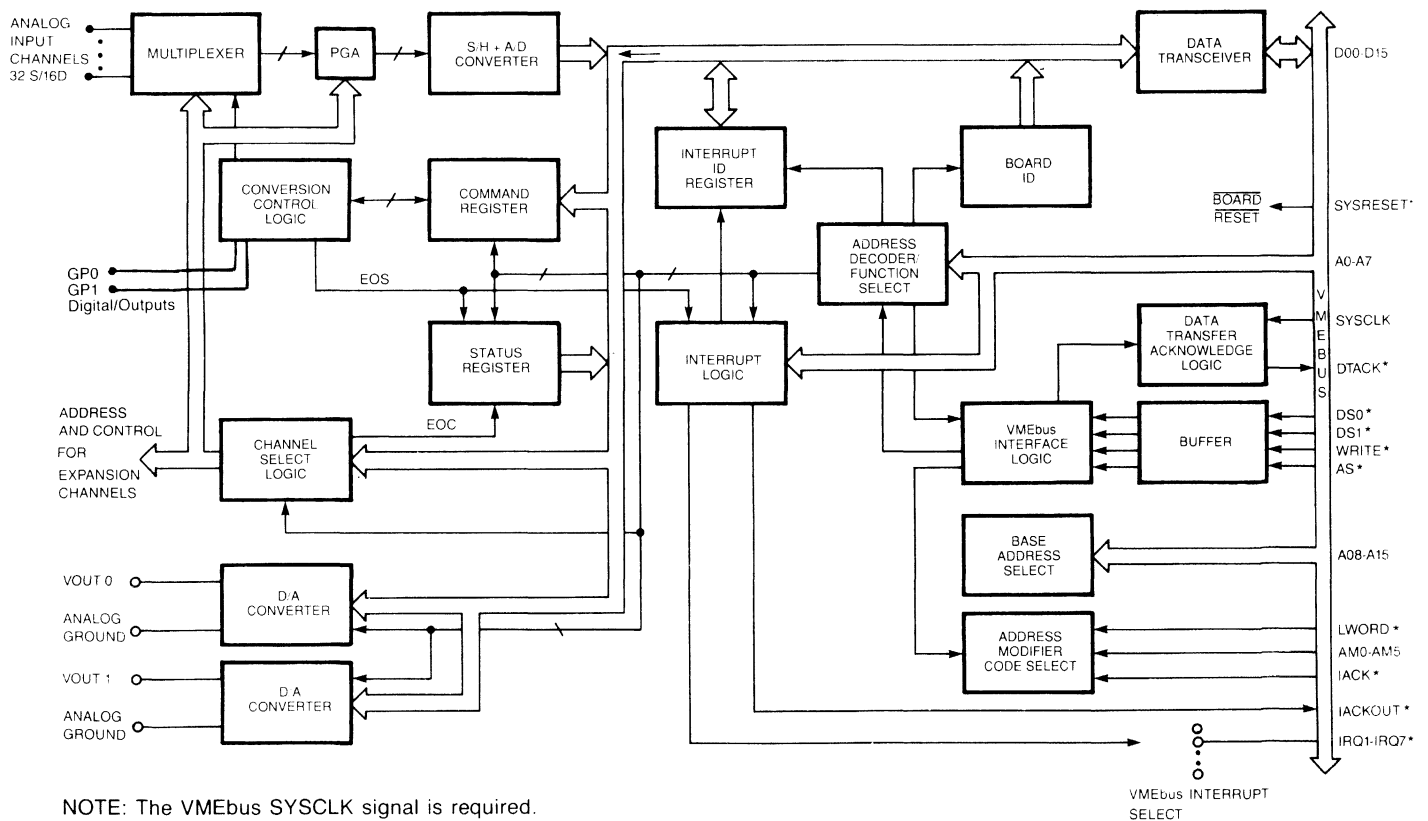 ANALOG
INPUT
CHANNELS
32 S/16D
MULTIPLEXER
PGA
S/H + A/D
CONVERTER
DATA
TRANSCEIVER
D00-D15
INTERRUPT
ID
REGISTER
BOARD
ID
CONVERSION
CONTROL
LOGIC
COMMAND
REGISTER
BOARD
RESET
SYSRESET*
ADDRESS
DECODER/
FUNCTION
SELECT
A0-A7
GP0
GP1
Digital/Outputs
EOS
VMEBUS
STATUS
REGISTER
INTERRUPT
LOGIC
DATA
TRANSFER
ACKNOWLEDGE
LOGIC
SYSCLK
DTACK*
ADDRESS
AND CONTROL
FOR
EXPANSION
CHANNELS
CHANNEL
SELECT
LOGIC
EOC
VMEbus
INTERFACE
LOGIC
BUFFER
DS0*
DS1*
WRITE*
AS*
BASE
ADDRESS
SELECT
A08-A15
VOUT 0
ANALOG
GROUND
D/A
CONVERTER
ADDRESS
MODIFIER
CODE SELECT
LWORD*
AM0-AM5
IACK*
VOUT 1
ANALOG
GROUND
D/A
CONVERTER
IACKOUT*
IRQ1-IRQ7*
VMEbus INTERRUPT
SELECT
NOTE: The VMEbus SYSCLK signal is required.